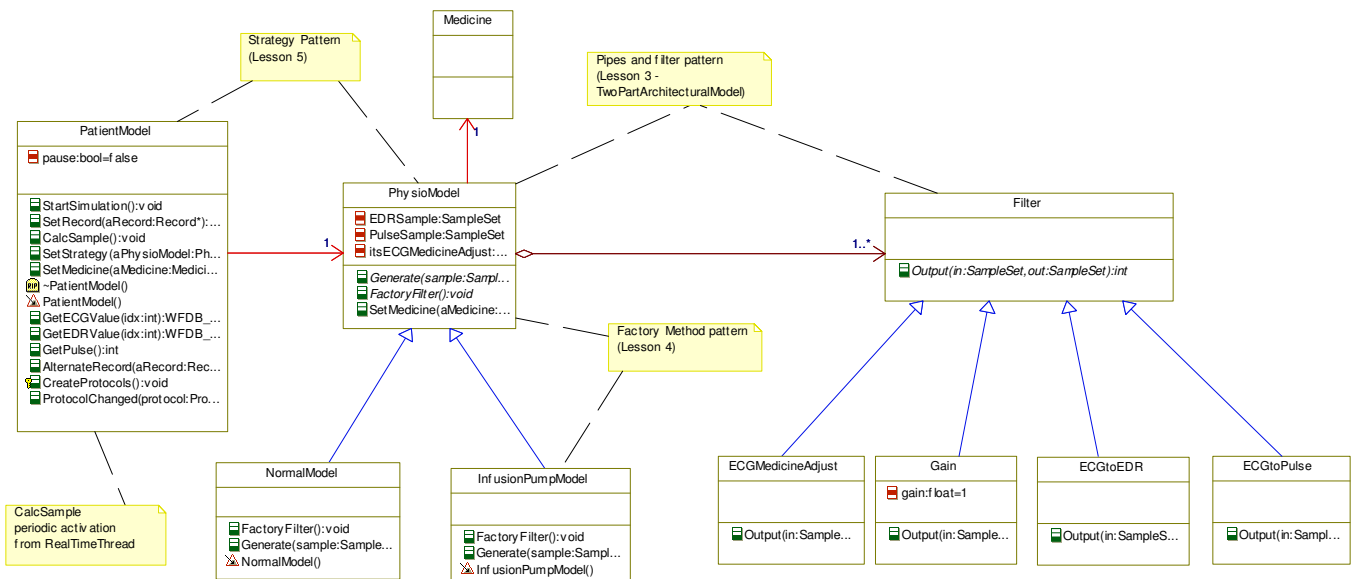 Medicine
Strategy Pattern
(Lesson 5)
Pipes and filter pattern
(Lesson 3 -
TwoPartArchitecturalModel)
PatientModel
pause:bool=false
StartSimulation():void
SetRecord(aRecord:Record*):...
CalcSample():void
SetStrategy(aPhysioModel:Ph...
SetMedicine(aMedicine:Medici...
RIP ~PatientModel()
PatientModel()
GetECGValue(idx:int):WFDB_...
GetEDRValue(idx:int):WFDB_...
GetPulse():int
AlternateRecord(aRecord:Rec...
CreateProtocols():void
ProtocolChanged(protocol:Pro...
1
1
PhysioModel
EDRSample:SampleSet
PulseSample:SampleSet
itsECGMedicineAdjust:...
Generate(sample:Sampl...
FactoryFilter():void
SetMedicine(aMedicine:...
1..*
Filter
Output(in:SampleSet,out:SampleSet):int
Factory Method pattern
(Lesson 4)
CalcSample
periodic activation
from RealTimeThread
NormalModel
FactoryFilter():void
Generate(sample:Sample...
NormalModel()
InfusionPumpModel
FactoryFilter():void
Generate(sample:Sampl...
InfusionPumpModel()
ECGMedicineAdjust
Output(in:Sample...
Gain
gain:float=1
Output(in:Sample...
ECGtoEDR
Output(in:SampleS...
ECGtoPulse
Output(in:Sampl...